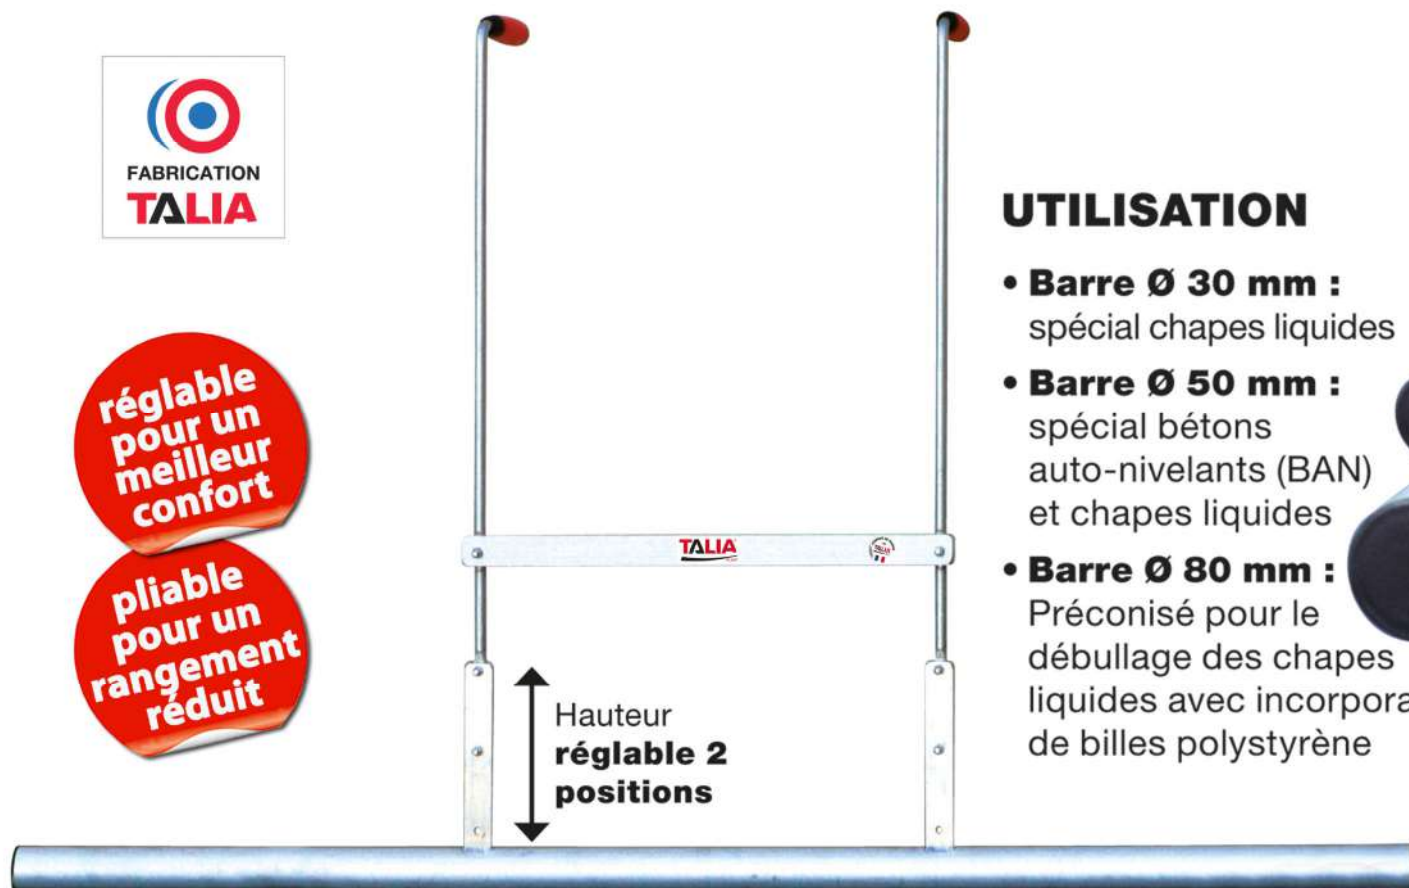 FABRICATION
TALIA
réglable
pour un
meilleur
confort
pliable
pour un
rangement
réduit
TALIA
TALIA
Hauteur
réglable 2
positions
UTILISATION
• Barre Ø 30 mm :
spécial chapes liquides
• Barre Ø 50 mm :
spécial bétons
auto-nivelants (BAN)
et chapes liquides
• Barre Ø 80 mm :
Préconisé pour le
débullage des chapes
liquides avec incorpora
de billes polystyrène